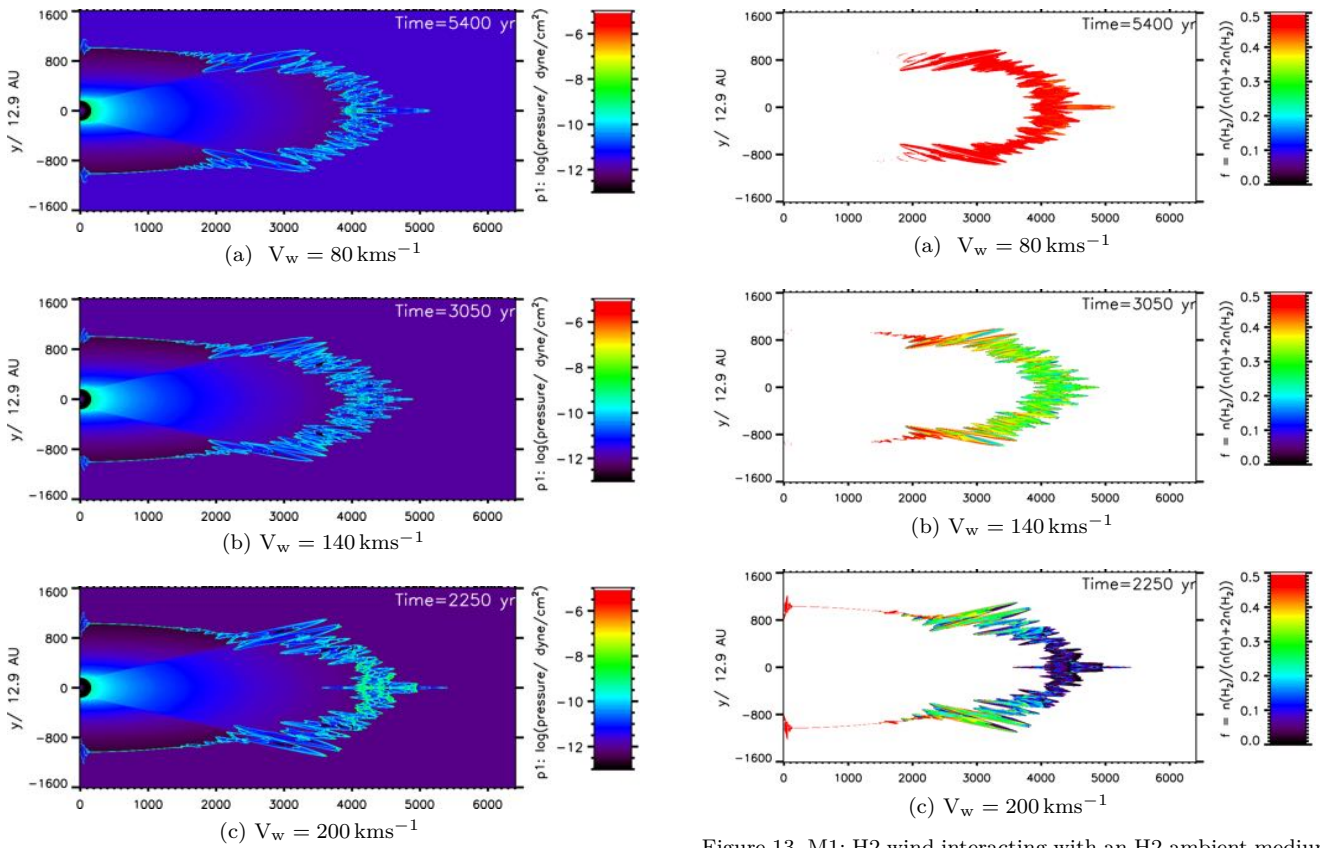 Time=5400 yr
1600
800
0
−800
−1600
y/ 12.9 AU
0 1000 2000 3000 4000 5000 6000
−6
−8
−10
−12
p1: log(pressure/ dyne/cm²)
(a) V_w = 80 kms⁻¹
Time=3050 yr
1600
800
0
−800
−1600
y/ 12.9 AU
0 1000 2000 3000 4000 5000 6000
−6
−8
−10
−12
p1: log(pressure/ dyne/cm²)
(b) V_w = 140 kms⁻¹
Time=2250 yr
1600
800
0
−800
−1600
y/ 12.9 AU
0 1000 2000 3000 4000 5000 6000
−6
−8
−10
−12
p1: log(pressure/ dyne/cm²)
(c) V_w = 200 kms⁻¹
Time=5400 yr
1600
800
0
−800
−1600
y/ 12.9 AU
0 1000 2000 3000 4000 5000 6000
0.5
0.4
0.3
0.2
0.1
0.0
f = n(H₂)/(n(H)+2n(H₂))
(a) V_w = 80 kms⁻¹
Time=3050 yr
1600
800
0
−800
−1600
y/ 12.9 AU
0 1000 2000 3000 4000 5000 6000
0.5
0.4
0.3
0.2
0.1
0.0
f = n(H₂)/(n(H)+2n(H₂))
(b) V_w = 140 kms⁻¹
Time=2250 yr
1600
800
0
−800
−1600
y/ 12.9 AU
0 1000 2000 3000 4000 5000 6000
0.5
0.4
0.3
0.2
0.1
0.0
f = n(H₂)/(n(H)+2n(H₂))
(c) V_w = 200 kms⁻¹
Figure 13. M1: H2 wind interacting with an H2 ambient medium